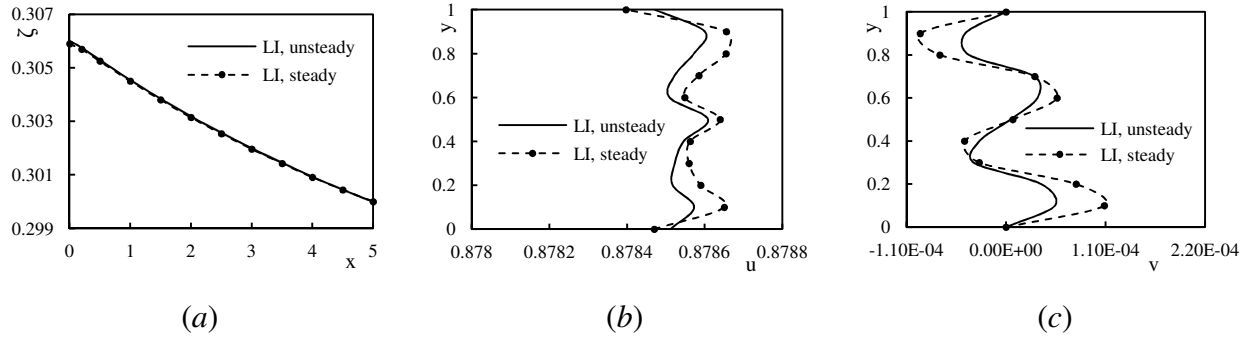 0.307
ζ
0.305
0.303
0.301
0.299
LI, unsteady
LI, steady
0 1 2 3 4 5
x
(a)
y
1
0.8
0.6
0.4
0.2
0
LI, unsteady
LI, steady
0.878 0.8782 0.8784 0.8786 0.8788
u
(b)
y
1
0.8
0.6
0.4
0.2
0
LI, unsteady
LI, steady
-1.10E-04 0.00E+00 1.10E-04 2.20E-04
v
(c)